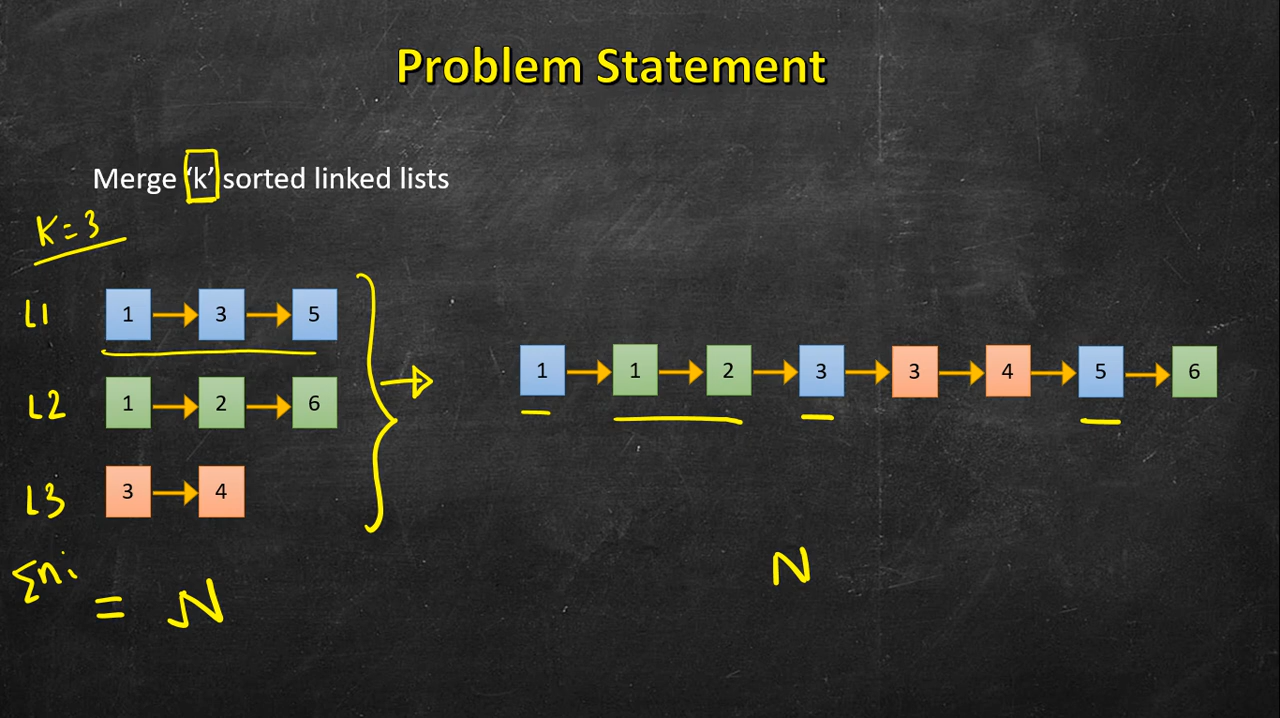 Problem Statement
Merge ‘k’ sorted linked lists
K=3
L1 1 3 5
L2 1 2 6
L3 3 4
1 1 2 3 3 4 5 6
Σni = N
N